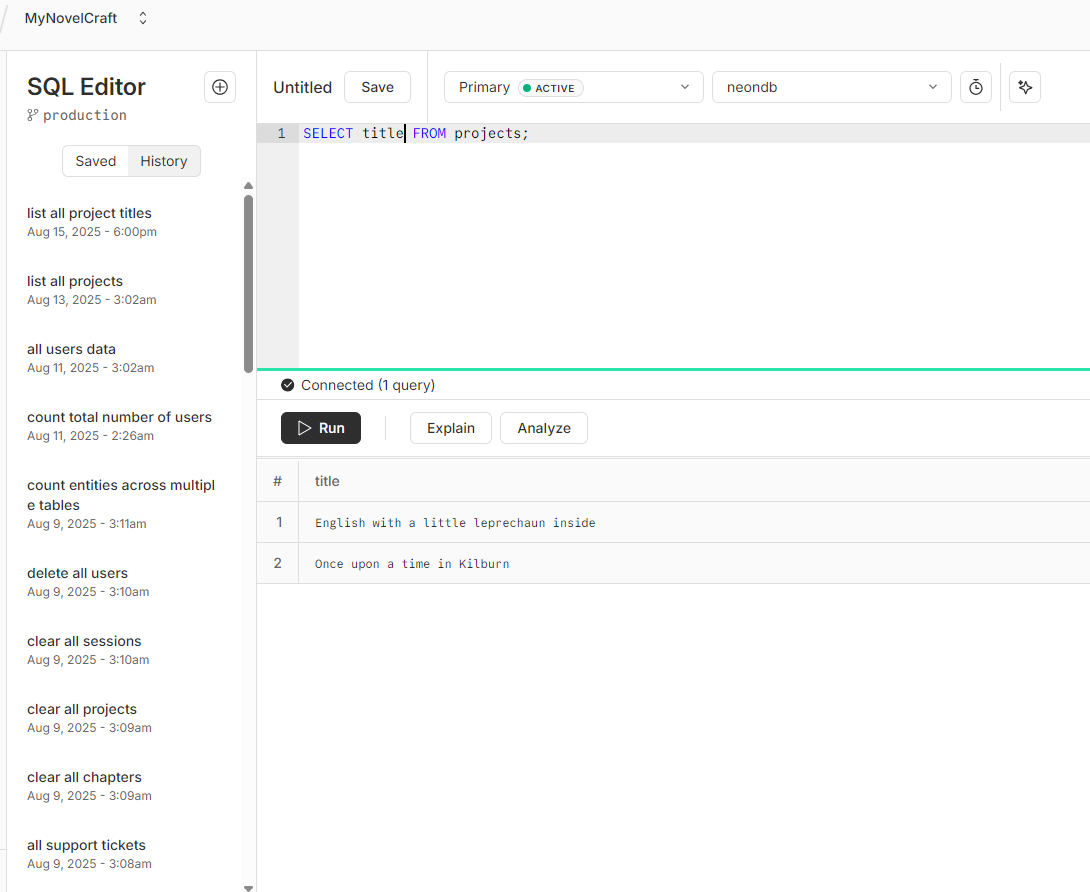 MyNovelCraft
SQL Editor
production
Saved History
list all project titles
Aug 15, 2025 - 6:00pm
list all projects
Aug 13, 2025 - 3:02am
all users data
Aug 11, 2025 - 3:02am
count total number of users
Aug 11, 2025 - 2:26am
count entities across multipl
e tables
Aug 9, 2025 - 3:11am
delete all users
Aug 9, 2025 - 3:10am
clear all sessions
Aug 9, 2025 - 3:10am
clear all projects
Aug 9, 2025 - 3:09am
clear all chapters
Aug 9, 2025 - 3:09am
all support tickets
Aug 9, 2025 - 3:08am
Untitled Save Primary ACTIVE neondb
1 SELECT title FROM projects;
Connected (1 query)
Run Explain Analyze
# title
1 English with a little leprechaun inside
2 Once upon a time in Kilburn